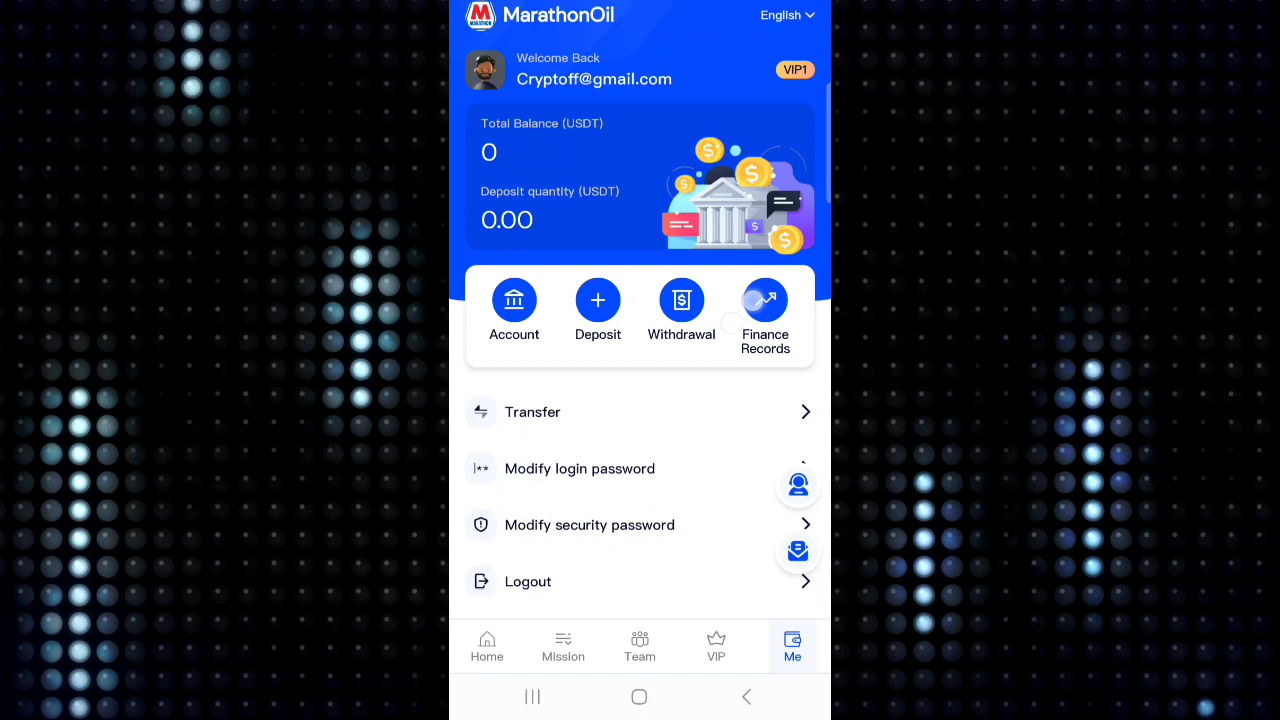 MARATHON
MarathonOil
English
Welcome Back
Cryptoff@gmail.com
VIP1
Total Balance (USDT)
0
Deposit quantity (USDT)
0.00
Account
Deposit
Withdrawal
Finance
Records
Transfer
Modify login password
Modify security password
Logout
Home
Mission
Team
VIP
Me